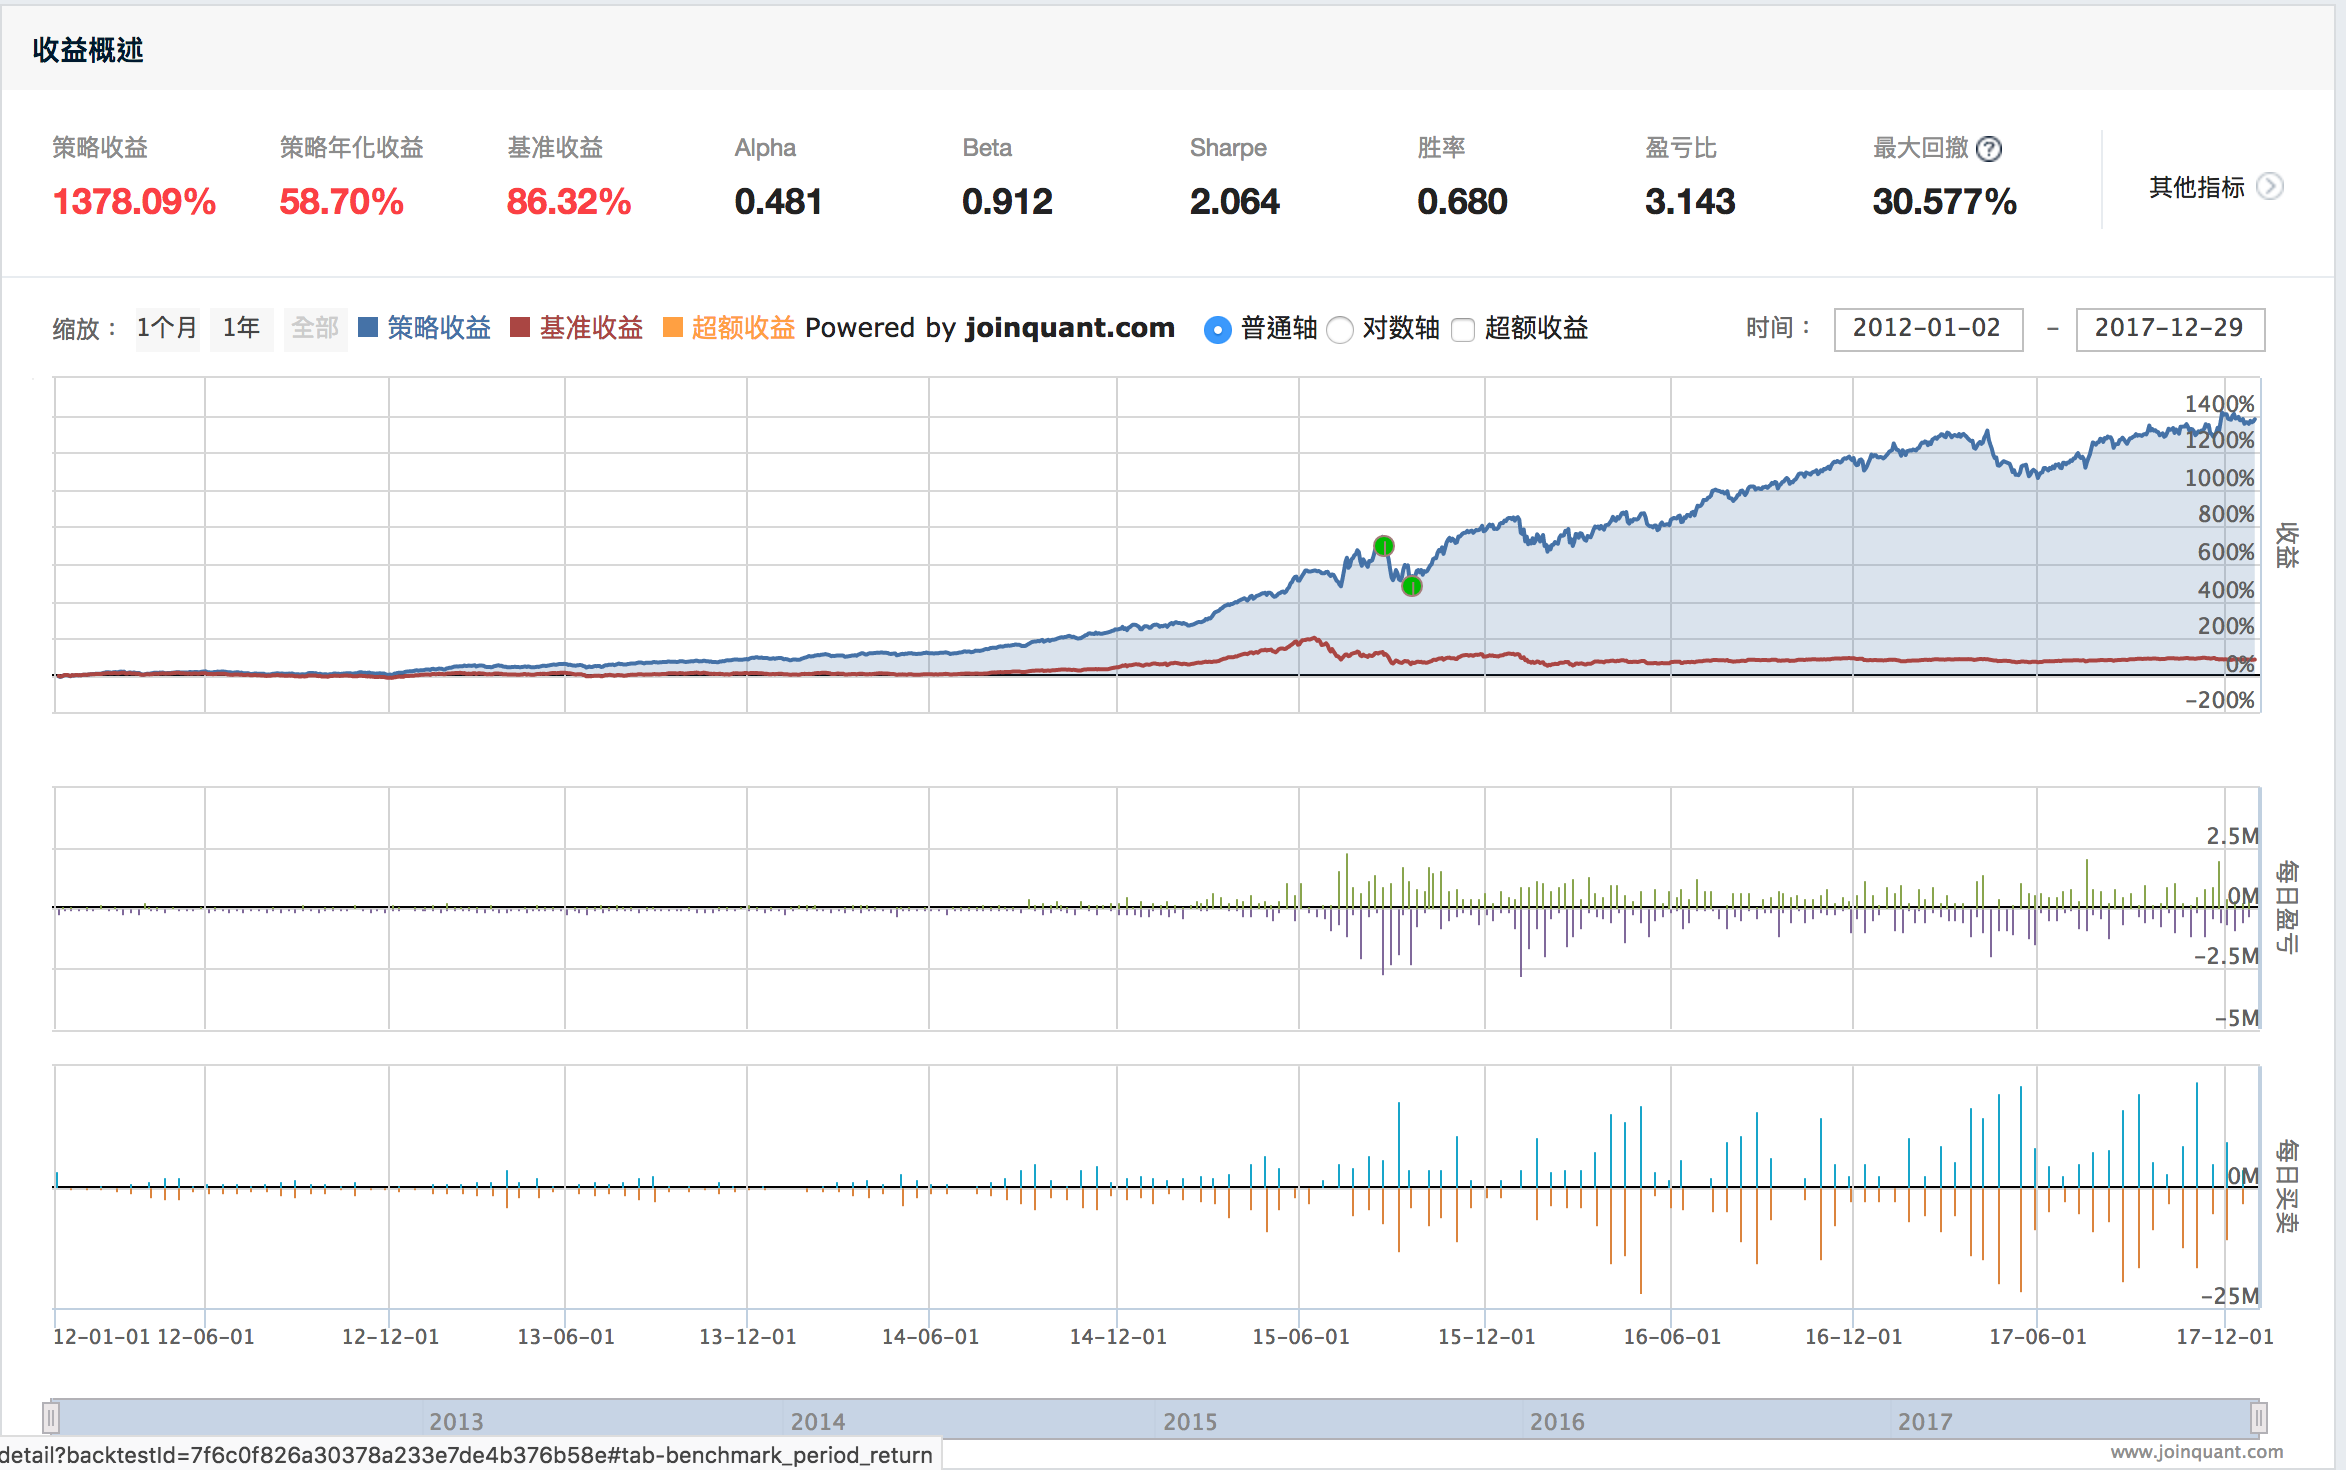 收益概述
策略收益 策略年化收益 基准收益 Alpha Beta Sharpe 胜率 盈亏比 最大回撤 ?
1378.09% 58.70% 86.32% 0.481 0.912 2.064 0.680 3.143 30.577%
其他指标
缩放： 1个月 1年 全部 策略收益 基准收益 超额收益 Powered by joinquant.com 普通轴 对数轴 超额收益 时间： 2012-01-02 - 2017-12-29
1400%
1200%
1000%
800%
600%
400%
200%
0%
-200%
收益
2.5M
0M
-2.5M
-5M
每日盈亏
0M
-25M
每日买卖
12-01-01 12-06-01 12-12-01 13-06-01 13-12-01 14-06-01 14-12-01 15-06-01 15-12-01 16-06-01 16-12-01 17-06-01 17-12-01
2013 2014 2015 2016 2017
detail?backtestId=7f6c0f826a30378a233e7de4b376b58e#tab-benchmark_period_return
www.joinquant.com